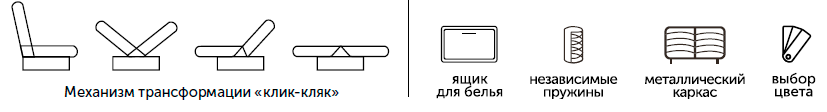 Механизм трансформации «клик-кляк»
ящик
для белья
независимые
пружины
металлический
каркас
выбор
цвета